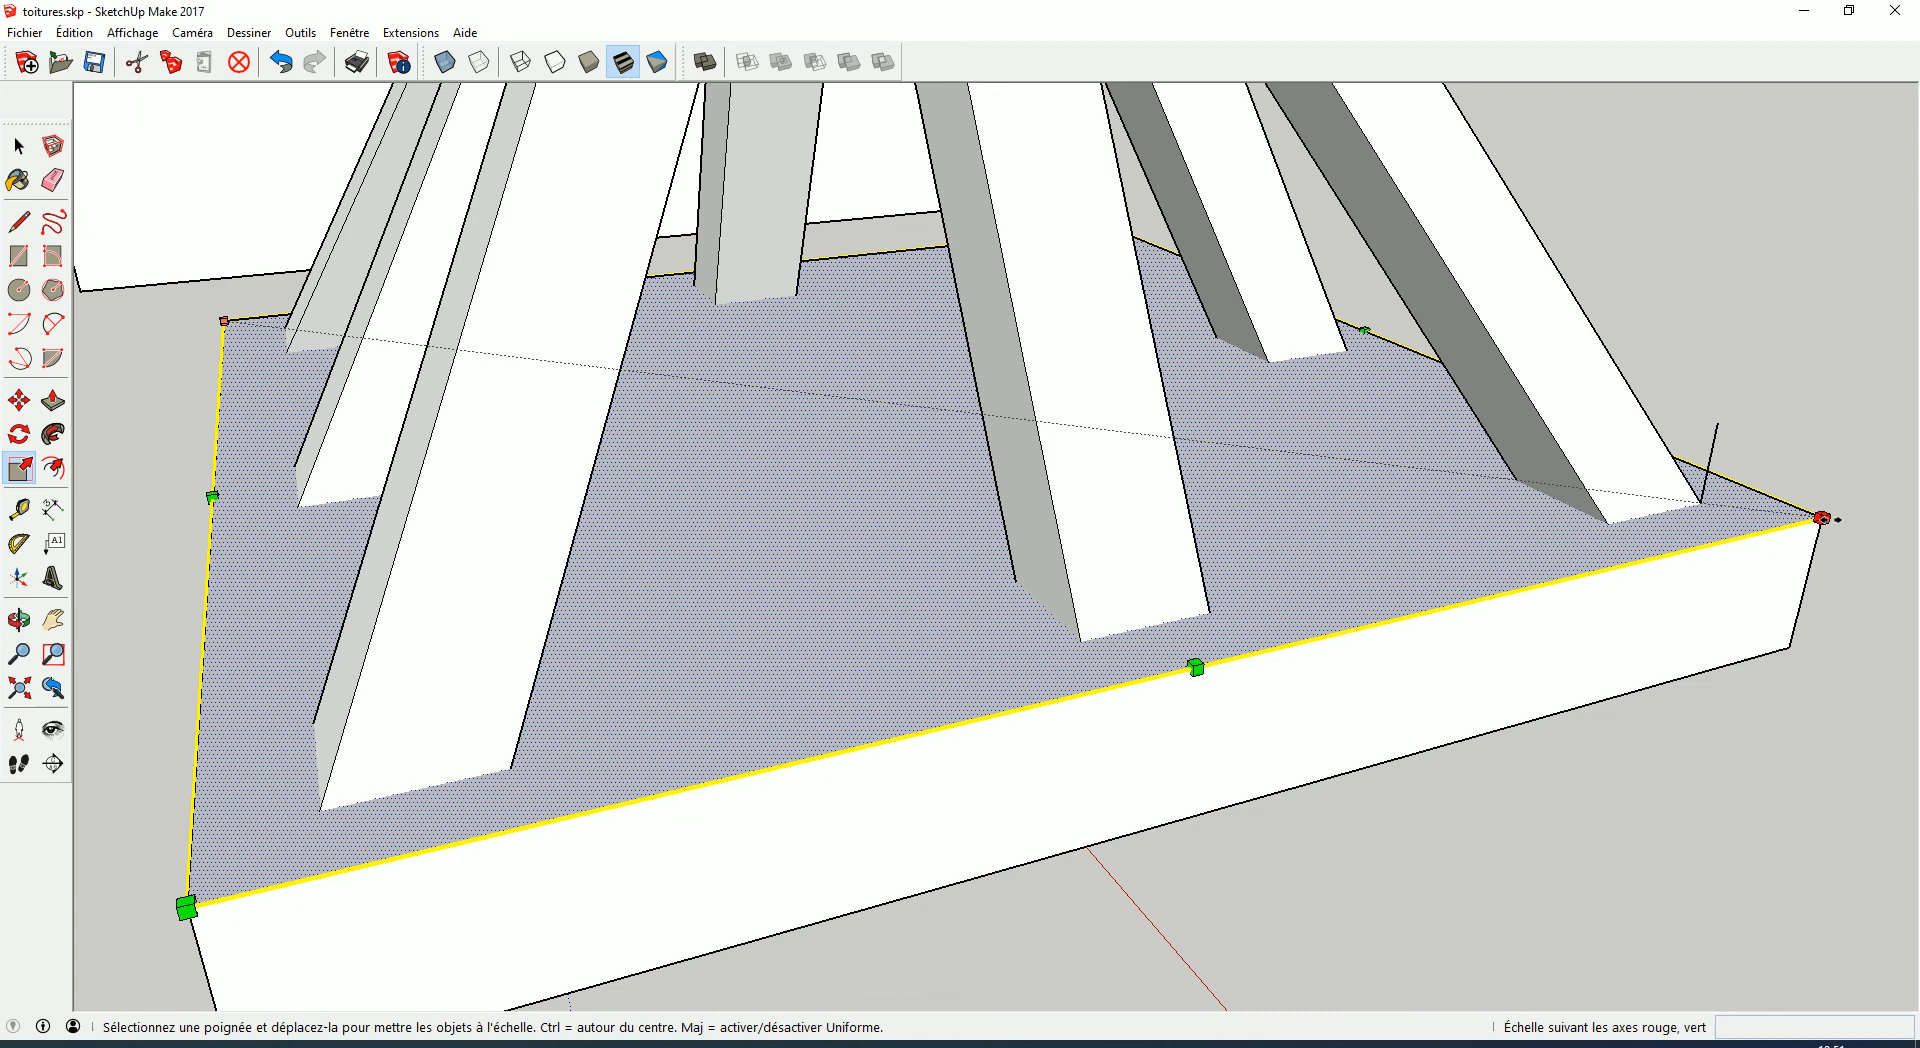 toitures.skp - SketchUp Make 2017
Fichier Édition Affichage Caméra Dessiner Outils Fenêtre Extensions Aide
A1
Sélectionnez une poignée et déplacez-la pour mettre les objets à l'échelle. Ctrl = autour du centre. Maj = activer/désactiver Uniforme.
Échelle suivant les axes rouge, vert